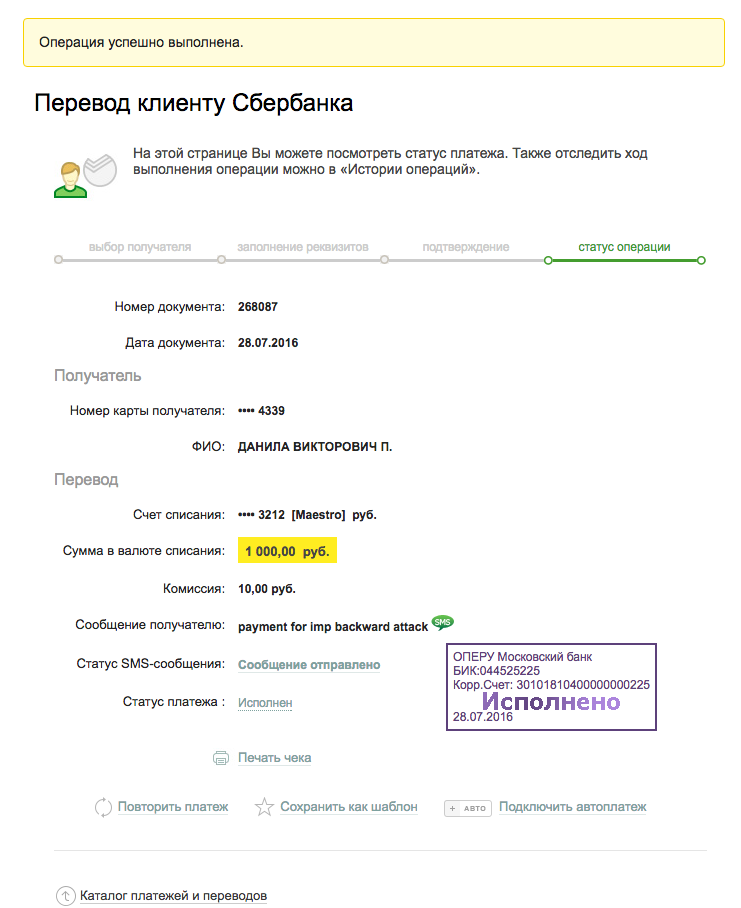 Операция успешно выполнена.
Перевод клиенту Сбербанка
На этой странице Вы можете посмотреть статус платежа. Также отследить ход
выполнения операции можно в «Истории операций».
выбор получателя заполнение реквизитов подтверждение статус операции
Номер документа: 268087
Дата документа: 28.07.2016
Получатель
Номер карты получателя: •••• 4339
ФИО: ДАНИЛА ВИКТОРОВИЧ П.
Перевод
Счет списания: •••• 3212 [Maestro] руб.
Сумма в валюте списания: 1 000,00 руб.
Комиссия: 10,00 руб.
Сообщение получателю: payment for imp backward attack SMS
Статус SMS-сообщения: Сообщение отправлено
Статус платежа : Исполнен
ОПЕРУ Московский банк
БИК:044525225
Корр.Счет: 30101810400000000225
Исполнено
28.07.2016
Печать чека
Повторить платеж Сохранить как шаблон + АВТО Подключить автоплатеж
Каталог платежей и переводов